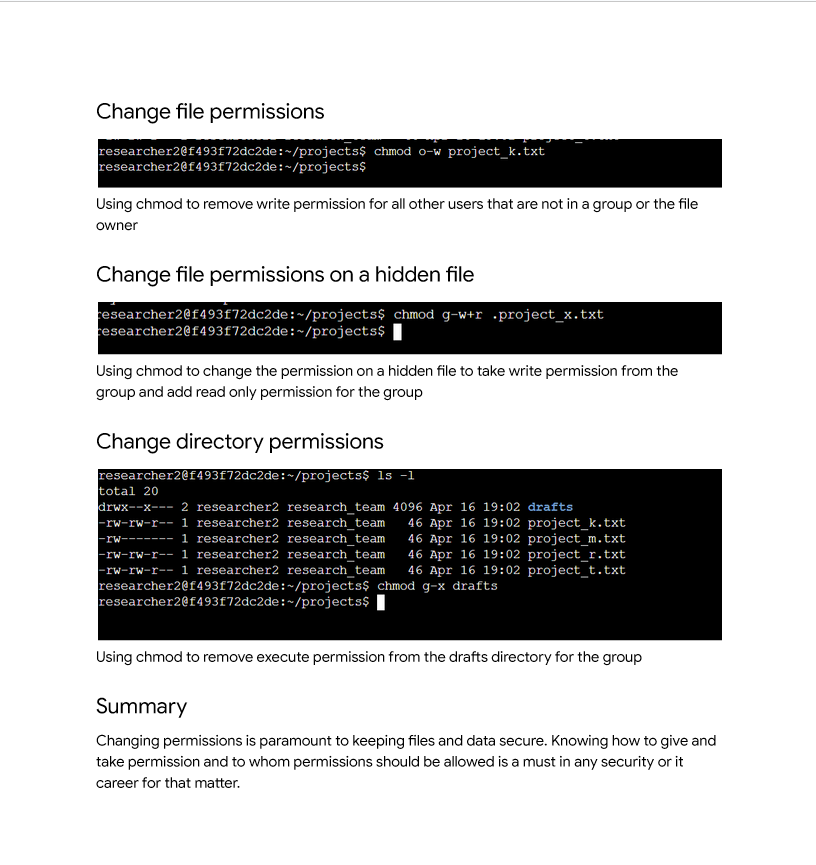 Change file permissions
researcher2@f493f72dc2de:~/projects$ chmod o-w project_k.txt
researcher2@f493f72dc2de:~/projects$
Using chmod to remove write permission for all other users that are not in a group or the file
owner
Change file permissions on a hidden file
researcher2@f493f72dc2de:~/projects$ chmod g-w+r .project_x.txt
researcher2@f493f72dc2de:~/projects$
Using chmod to change the permission on a hidden file to take write permission from the
group and add read only permission for the group
Change directory permissions
researcher2@f493f72dc2de:~/projects$ ls -l
total 20
drwx--x--- 2 researcher2 research_team 4096 Apr 16 19:02 drafts
-rw-rw-r-- 1 researcher2 research_team   46 Apr 16 19:02 project_k.txt
-rw------- 1 researcher2 research_team   46 Apr 16 19:02 project_m.txt
-rw-rw-r-- 1 researcher2 research_team   46 Apr 16 19:02 project_r.txt
-rw-rw-r-- 1 researcher2 research_team   46 Apr 16 19:02 project_t.txt
researcher2@f493f72dc2de:~/projects$ chmod g-x drafts
researcher2@f493f72dc2de:~/projects$
Using chmod to remove execute permission from the drafts directory for the group
Summary
Changing permissions is paramount to keeping files and data secure. Knowing how to give and
take permission and to whom permissions should be allowed is a must in any security or it
career for that matter.